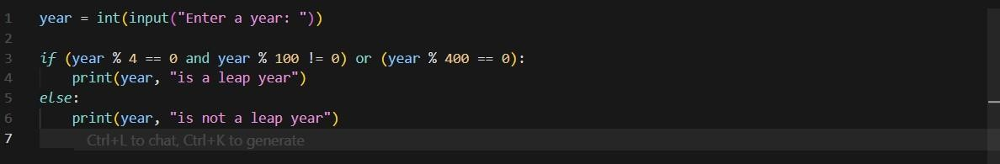 1 year = int(input("Enter a year: "))
2
3 if (year % 4 == 0 and year % 100 != 0) or (year % 400 == 0):
4     print(year, "is a leap year")
5 else:
6     print(year, "is not a leap year")
7     Ctrl+L to chat, Ctrl+K to generate